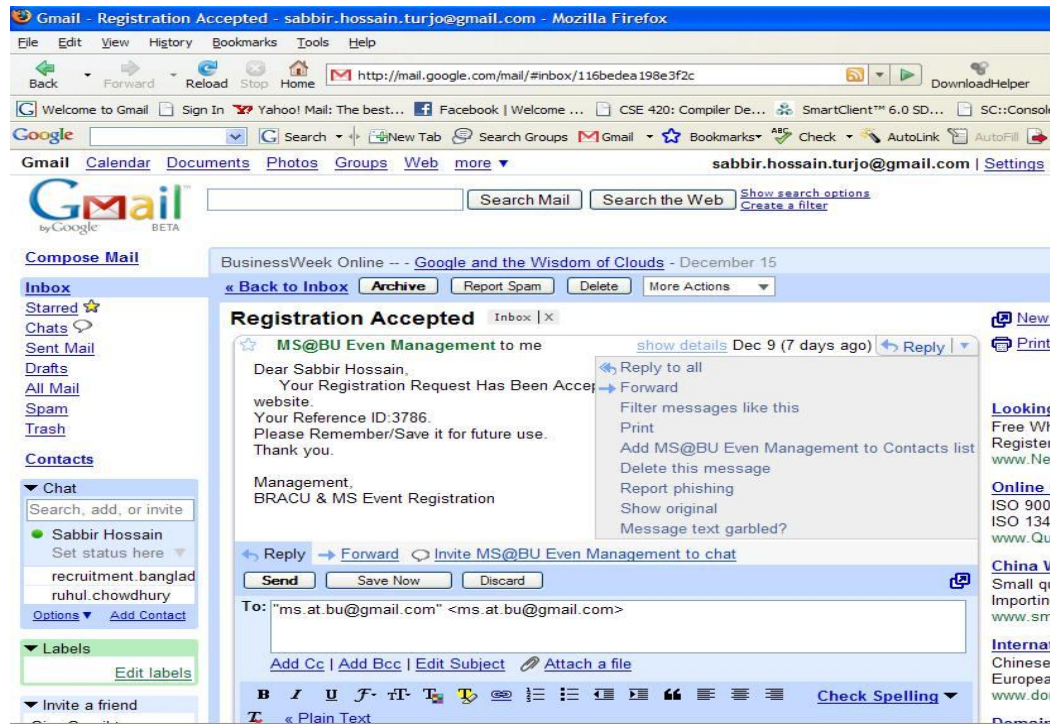 Gmail - Registration Accepted - sabbir.hossain.turjo@gmail.com - Mozilla Firefox
File Edit View History Bookmarks Tools Help
Back Forward Reload Stop Home http://mail.google.com/mail/#inbox/116bedea198e3f2c DownloadHelper
Welcome to Gmail Sign In Yahoo! Mail: The best... Facebook | Welcome ... CSE 420: Compiler De... SmartClient™ 6.0 SD... SC::Console
Google Search New Tab Search Groups Gmail Bookmarks Check AutoLink AutoFill
Gmail Calendar Documents Photos Groups Web more ▼ sabbir.hossain.turjo@gmail.com | Settings
Gmail by Google BETA
Search Mail Search the Web Show search options
Create a filter
Compose Mail
Inbox
Starred
Chats
Sent Mail
Drafts
All Mail
Spam
Trash
Contacts
▼ Chat
Search, add, or invite
Sabbir Hossain
Set status here ▼
recruitment.banglad
ruhul.chowdhury
Options ▼ Add Contact
▼ Labels
Edit labels
▼ Invite a friend
BusinessWeek Online -- - Google and the Wisdom of Clouds - December 15
« Back to Inbox Archive Report Spam Delete More Actions
Registration Accepted Inbox | X
MS@BU Even Management to me show details Dec 9 (7 days ago) Reply
Dear Sabbir Hossain,
Your Registration Request Has Been Accep
website.
Your Reference ID:3786.
Please Remember/Save it for future use.
Thank you.
Management,
BRACU & MS Event Registration
Reply to all
Forward
Filter messages like this
Print
Add MS@BU Even Management to Contacts list
Delete this message
Report phishing
Show original
Message text garbled?
Reply Forward Invite MS@BU Even Management to chat
Send Save Now Discard
To: "ms.at.bu@gmail.com" <ms.at.bu@gmail.com>
Add Cc | Add Bcc | Edit Subject Attach a file
B I U Check Spelling ▼
« Plain Text
New
Print
Looking
Free Wh
Register
www.Ne
Online
ISO 900
ISO 134
www.Qu
China W
Small qu
Importin
www.sm
Internat
Chinese
Europea
www.do